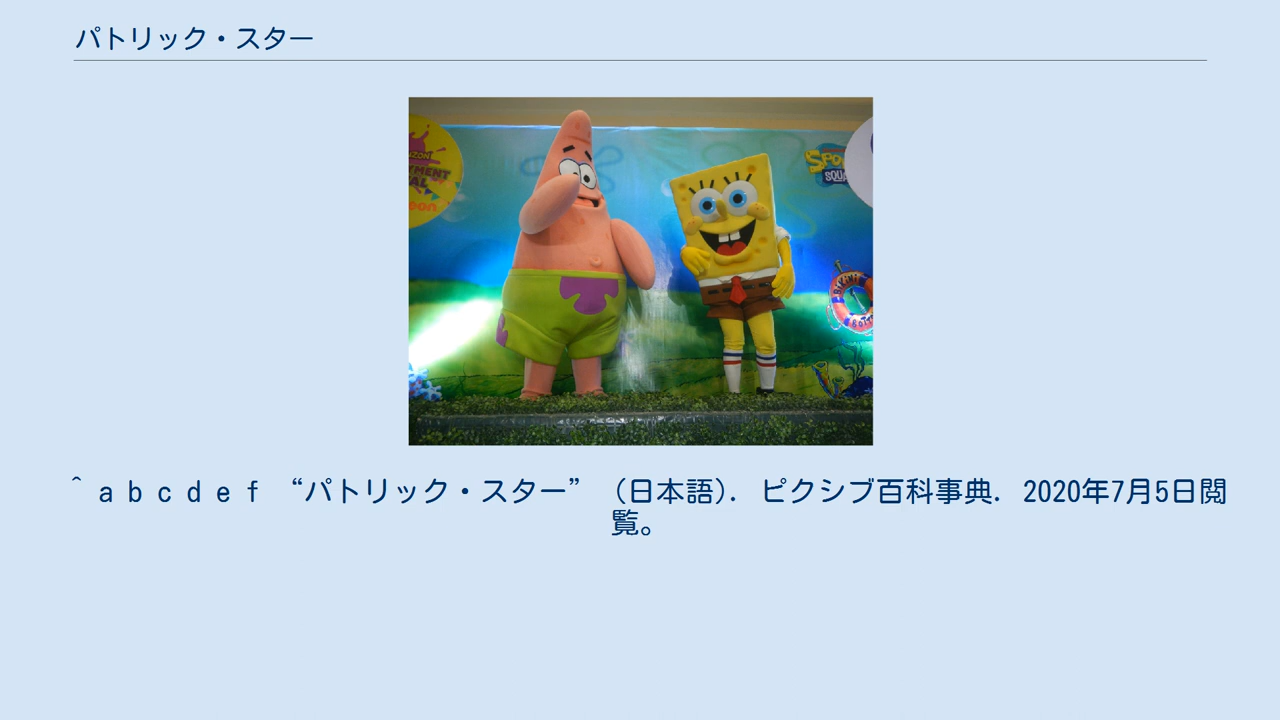 パトリック・スター
SPO
SQUA
^ a b c d e f “パトリック・スター” (日本語). ピクシブ百科事典. 2020年7月5日閲
覧。